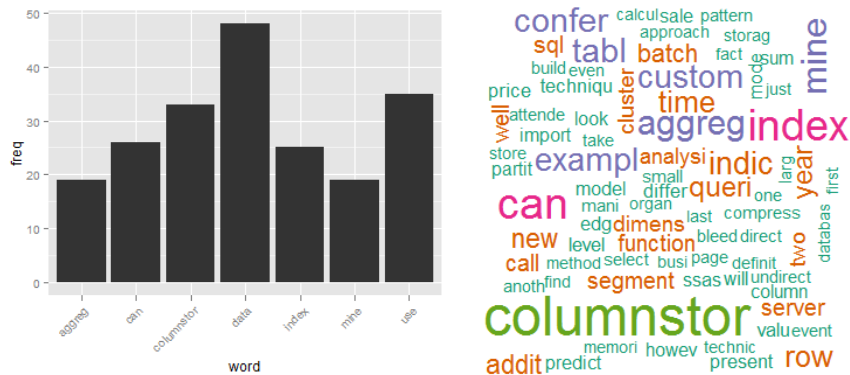 50
40
30
20
10
0
freq
aggreg can columnstor data index mine use
word
confer calcul sale pattern
approach storag
sql tabl batch fact sum mine
build even mode
price techniqu custom just
cluster time
well attende look aggreg index
import take
store exampl analysi indic year larg first
partit small
can model differ queri one
mani organ
edg dimens last compress
new level function bleed direct two databas
call method select busi page definit
anoth find segment ssas will undirect
column
columnstor server
valu event
memori howev technic row
addit predict present